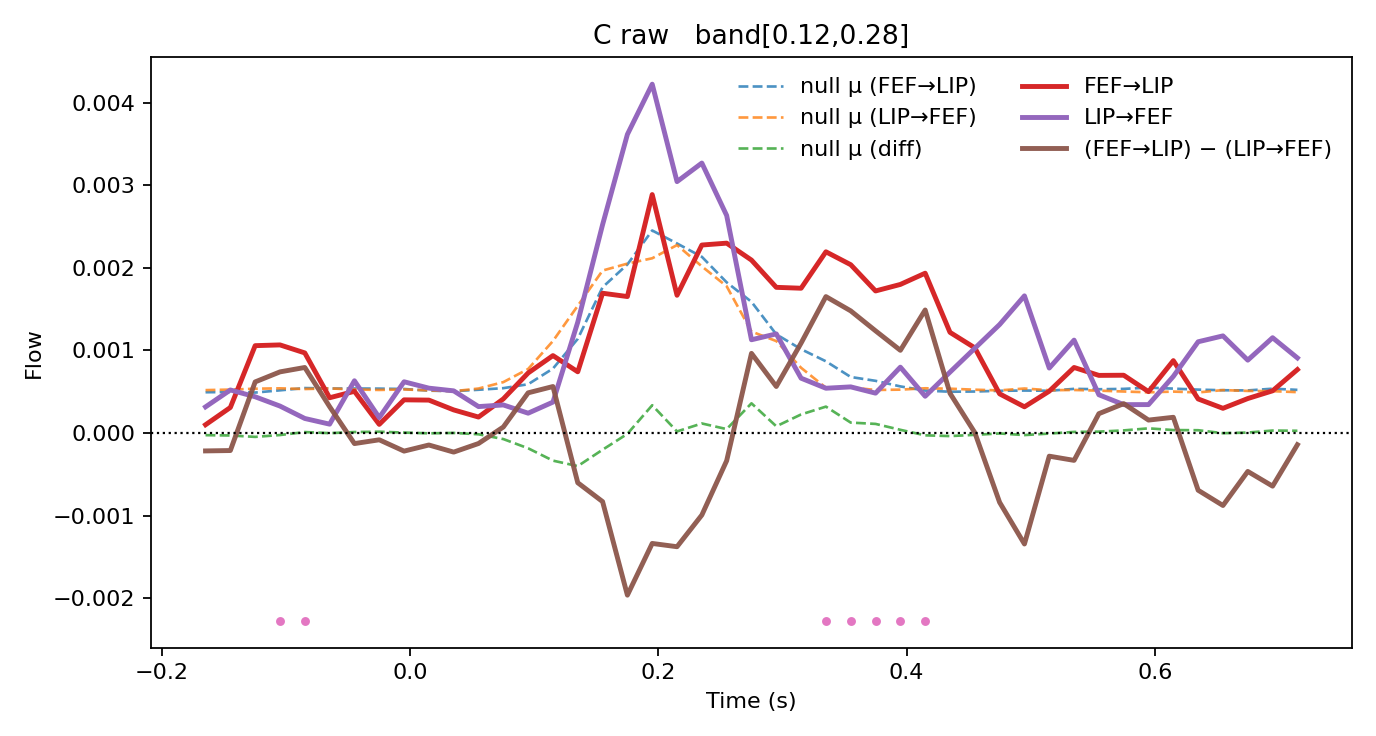 C raw   band[0.12,0.28]
null μ (FEF→LIP)
null μ (LIP→FEF)
null μ (diff)
FEF→LIP
LIP→FEF
(FEF→LIP) − (LIP→FEF)
Flow
0.004
0.003
0.002
0.001
0.000
−0.001
−0.002
−0.2
0.0
0.2
0.4
0.6
Time (s)